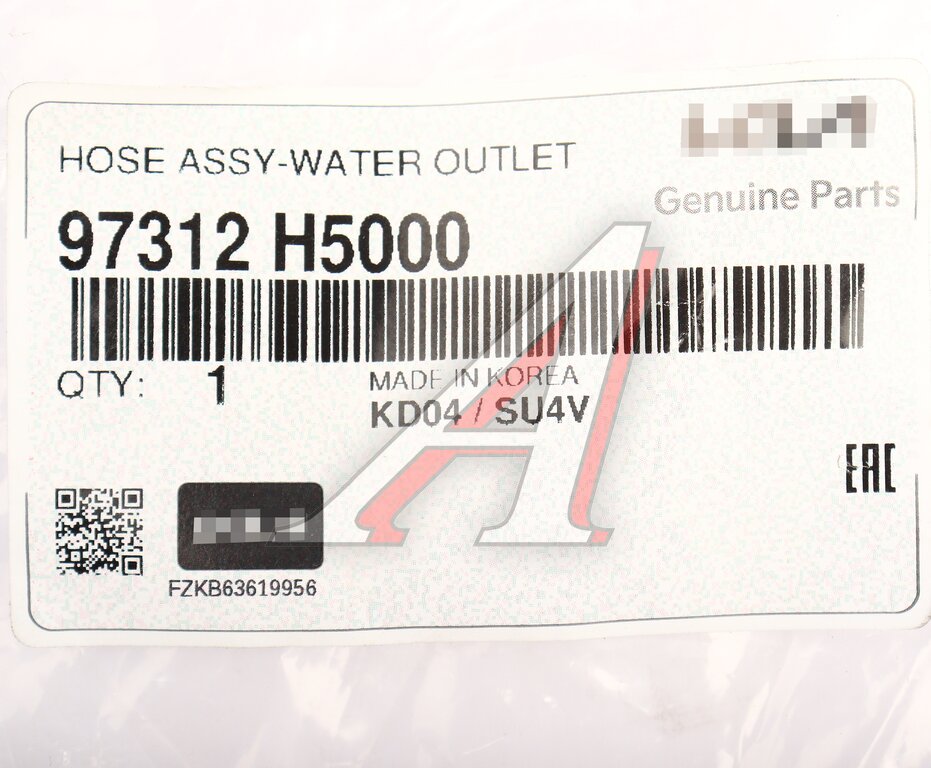 HOSE ASSY-WATER OUTLET
Genuine Parts
97312 H5000
QTY: 1
MADE IN KOREA
KD04 / SU4V
EAC
FZKB63619956